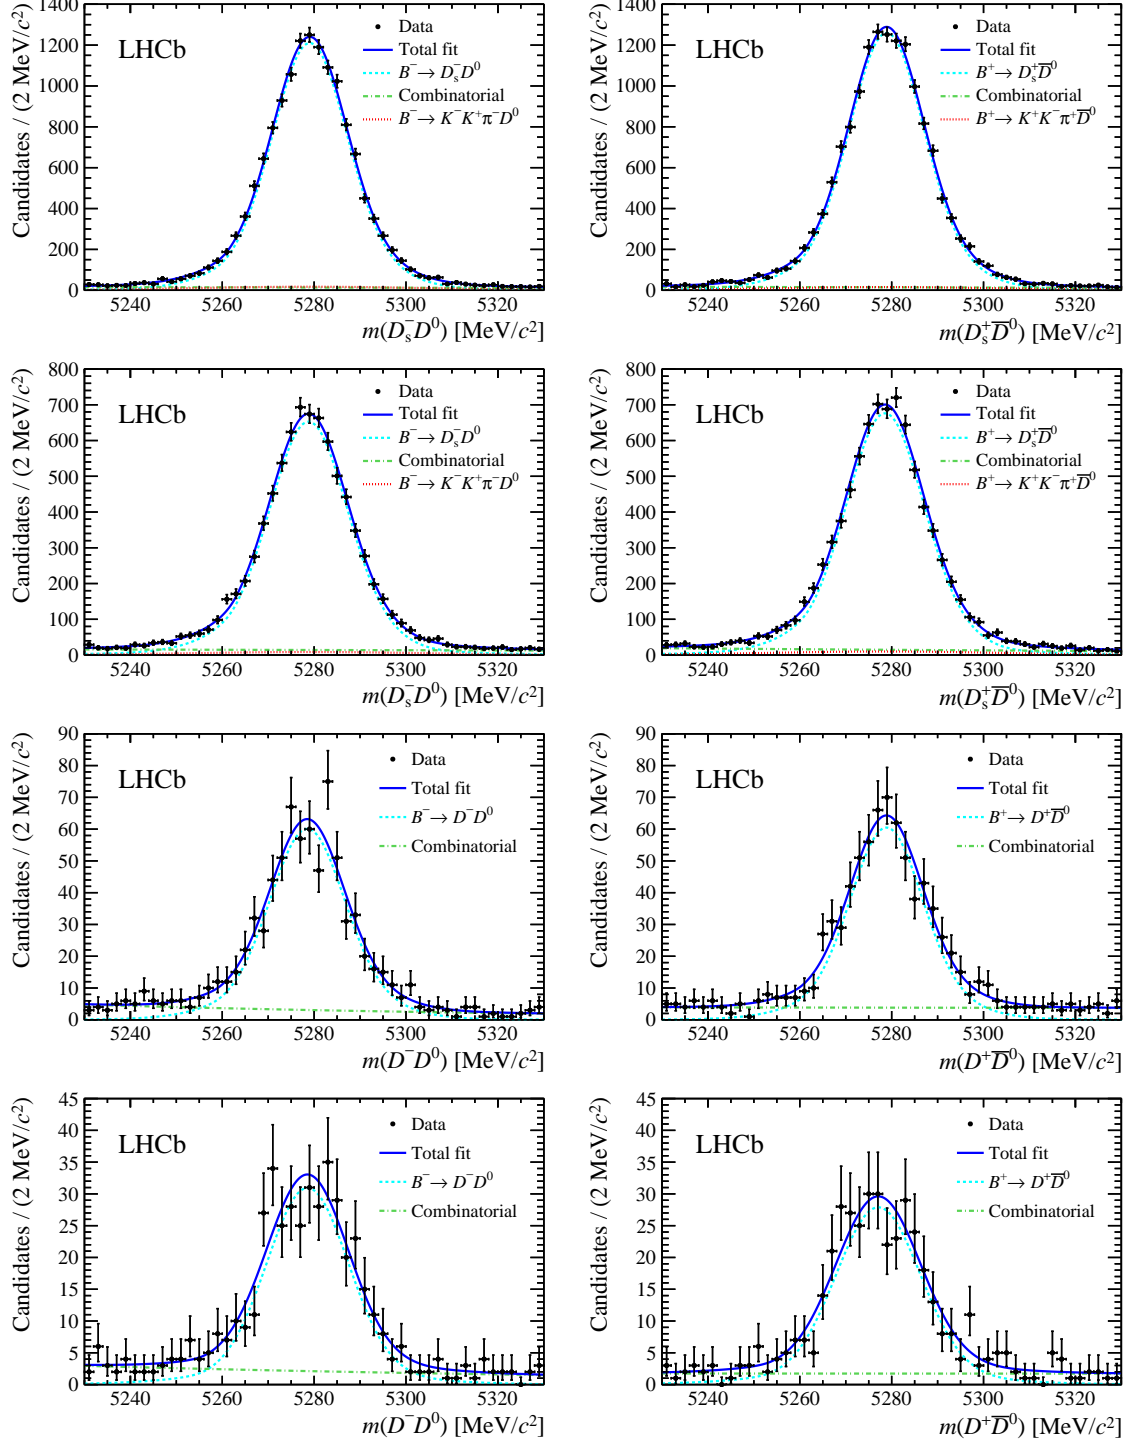 Candidates / (2 MeV/c²)
1400
1200
1000
800
600
400
200
0
LHCb
Data
Total fit
B⁻→ Dₛ⁻D⁰
Combinatorial
B⁻→ K⁻K⁺π⁻D⁰
5240 5260 5280 5300 5320
m(Dₛ⁻D⁰) [MeV/c²]
Candidates / (2 MeV/c²)
1400
1200
1000
800
600
400
200
0
LHCb
Data
Total fit
B⁺→ Dₛ⁺D̅⁰
Combinatorial
B⁺→ K⁺K⁻π⁺D̅⁰
5240 5260 5280 5300 5320
m(Dₛ⁺D̅⁰) [MeV/c²]
Candidates / (2 MeV/c²)
800
700
600
500
400
300
200
100
0
LHCb
Data
Total fit
B⁻→ Dₛ⁻D⁰
Combinatorial
B⁻→ K⁻K⁺π⁻D⁰
5240 5260 5280 5300 5320
m(Dₛ⁻D⁰) [MeV/c²]
Candidates / (2 MeV/c²)
800
700
600
500
400
300
200
100
0
LHCb
Data
Total fit
B⁺→ Dₛ⁺D̅⁰
Combinatorial
B⁺→ K⁺K⁻π⁺D̅⁰
5240 5260 5280 5300 5320
m(Dₛ⁺D̅⁰) [MeV/c²]
Candidates / (2 MeV/c²)
90
80
70
60
50
40
30
20
10
0
LHCb
Data
Total fit
B⁻→ D⁻D⁰
Combinatorial
5240 5260 5280 5300 5320
m(D⁻D⁰) [MeV/c²]
Candidates / (2 MeV/c²)
90
80
70
60
50
40
30
20
10
0
LHCb
Data
Total fit
B⁺→ D⁺D̅⁰
Combinatorial
5240 5260 5280 5300 5320
m(D⁺D̅⁰) [MeV/c²]
Candidates / (2 MeV/c²)
45
40
35
30
25
20
15
10
5
0
LHCb
Data
Total fit
B⁻→ D⁻D⁰
Combinatorial
5240 5260 5280 5300 5320
m(D⁻D⁰) [MeV/c²]
Candidates / (2 MeV/c²)
45
40
35
30
25
20
15
10
5
0
LHCb
Data
Total fit
B⁺→ D⁺D̅⁰
Combinatorial
5240 5260 5280 5300 5320
m(D⁺D̅⁰) [MeV/c²]